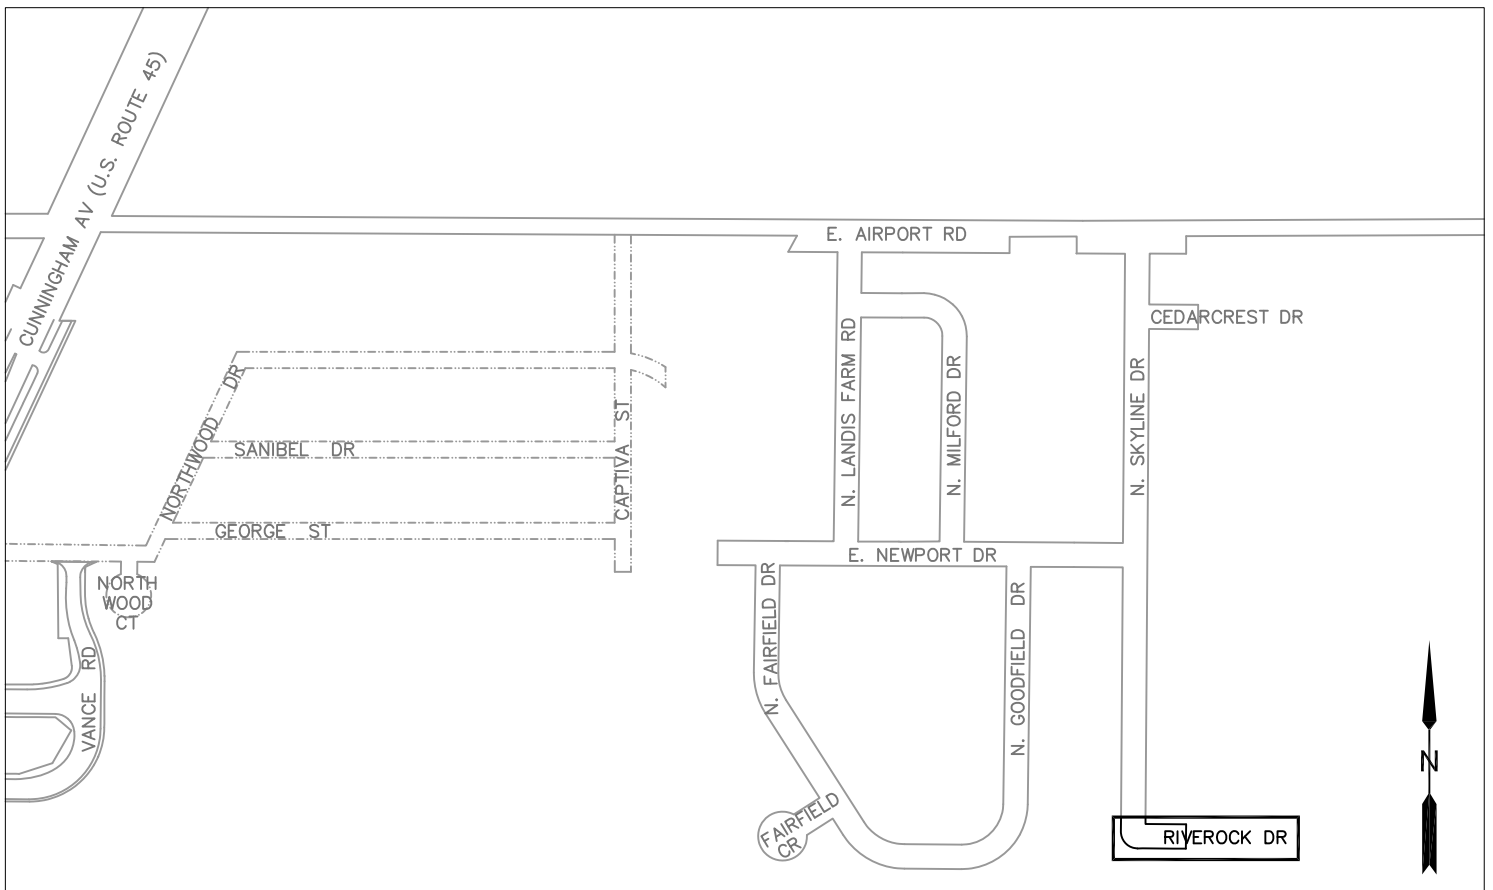 CUNNINGHAM AV (U.S. ROUTE 45)
E. AIRPORT RD
CEDARCREST DR
N. LANDIS FARM RD
N. MILFORD DR
N. SKYLINE DR
NORTHWOOD DR
SANIBEL DR
CAPTIVA ST
GEORGE ST
E. NEWPORT DR
NORTH
WOOD
CT
VANCE RD
N. FAIRFIELD DR
N. GOODFIELD DR
FAIRFIELD
CR
RIVEROCK DR
N